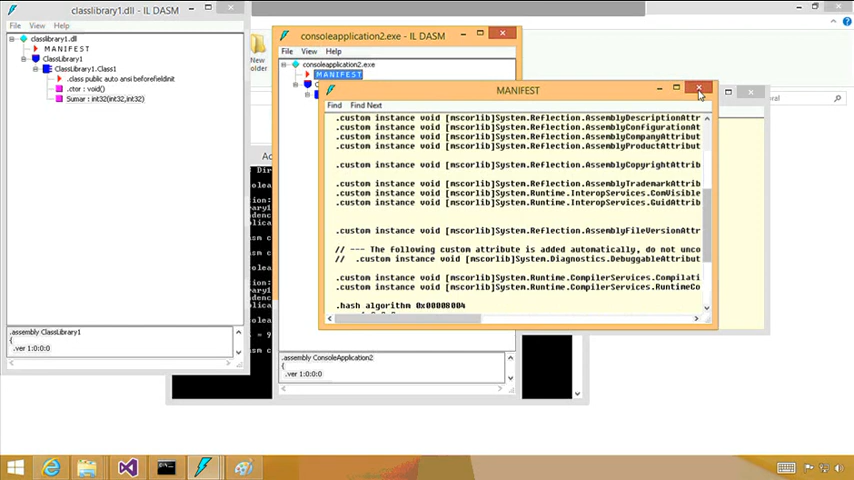 classlibrary1.dll - IL DASM
File View Help
classlibrary1.dll
MANIFEST
ClassLibrary1
ClassLibrary1.Class1
.class public auto ansi beforefieldinit
.ctor : void()
Sumar : int32(int32,int32)
.assembly ClassLibrary1
{
.ver 1:0:0:0
New
folder
consoleapplication2.exe - IL DASM
File View Help
consoleapplication2.exe
MANIFEST
.assembly ConsoleApplication2
{
.ver 1:0:0:0
MANIFEST
Find Find Next
.custom instance void [mscorlib]System.Reflection.AssemblyDescriptionAttr
.custom instance void [mscorlib]System.Reflection.AssemblyConfigurationAt
.custom instance void [mscorlib]System.Reflection.AssemblyCompanyAttribut
.custom instance void [mscorlib]System.Reflection.AssemblyProductAttribut
.custom instance void [mscorlib]System.Reflection.AssemblyCopyrightAttrib
.custom instance void [mscorlib]System.Reflection.AssemblyTrademarkAttrib
.custom instance void [mscorlib]System.Runtime.InteropServices.ComVisible
.custom instance void [mscorlib]System.Runtime.InteropServices.GuidAttrib
.custom instance void [mscorlib]System.Reflection.AssemblyFileVersionAttr
// --- The following custom attribute is added automatically, do not unco
// .custom instance void [mscorlib]System.Diagnostics.DebuggableAttribut
.custom instance void [mscorlib]System.Runtime.CompilerServices.Compilati
.custom instance void [mscorlib]System.Runtime.CompilerServices.RuntimeCo
.hash algorithm 0x00008004